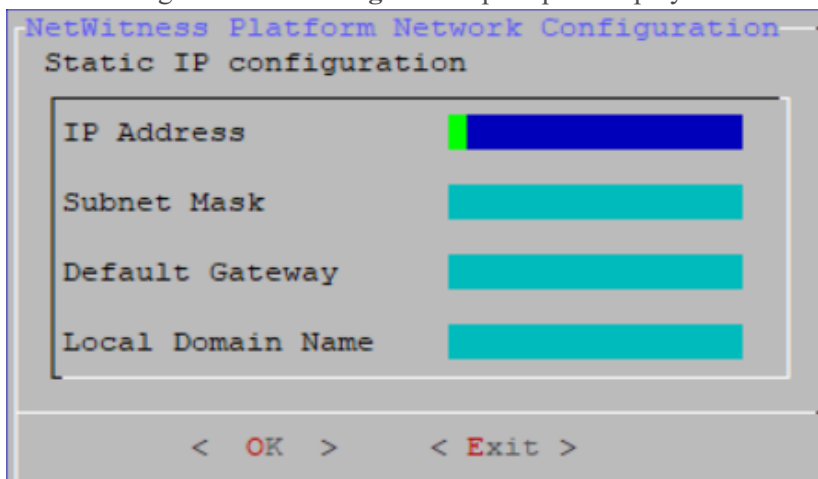 NetWitness Platform Network Configuration
Static IP configuration
IP Address
Subnet Mask
Default Gateway
Local Domain Name
< OK > < Exit >